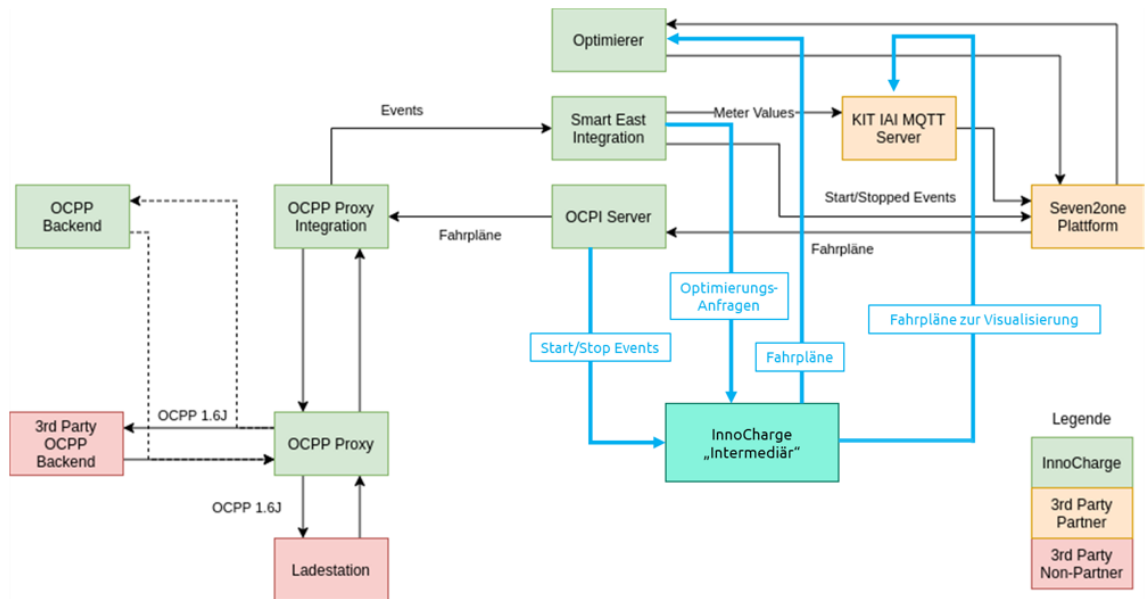 Optimierer
Events
Smart East
Integration
Meter Values
KIT IAI MQTT
Server
OCPP
Backend
OCPP Proxy
Integration
Fahrpläne
OCPI Server
Start/Stopped Events
Fahrpläne
Seven2one
Plattform
Optimierungs-
Anfragen
Start/Stop Events
Fahrpläne
Fahrpläne zur Visualisierung
3rd Party
OCPP
Backend
OCPP 1.6J
OCPP Proxy
OCPP 1.6J
Ladestation
InnoCharge
„Intermediär“
Legende
InnoCharge
3rd Party
Partner
3rd Party
Non-Partner